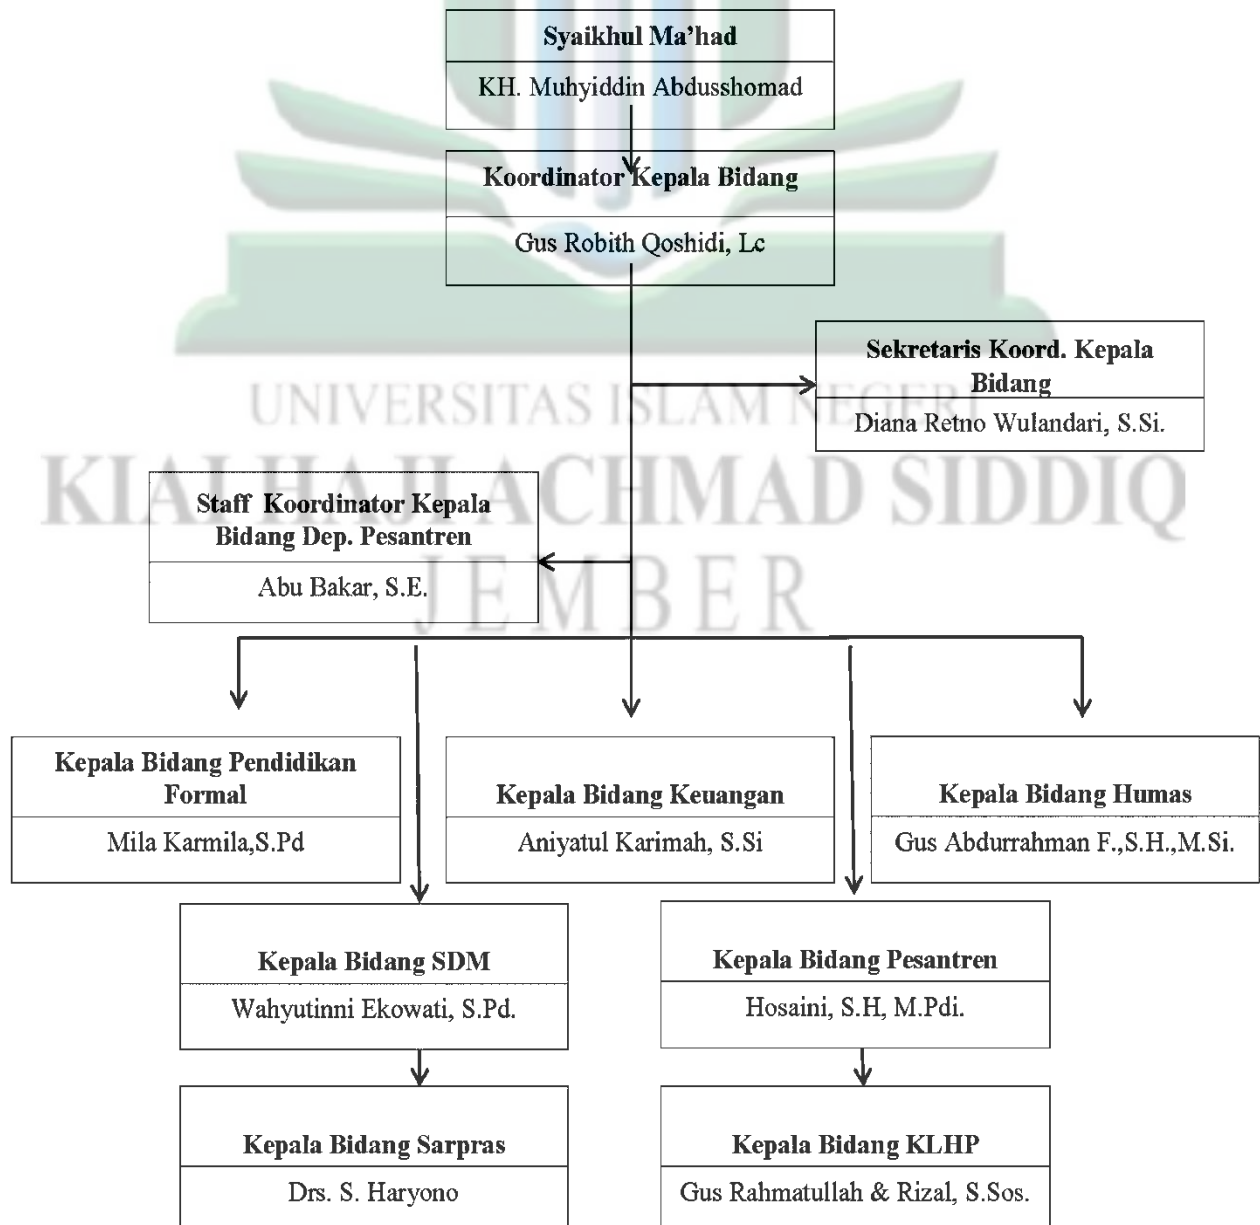 Syaikhul Ma’had
KH. Muhyiddin Abdusshomad
Koordinator Kepala Bidang
Gus Robith Qoshidi, Lc
Sekretaris Koord. Kepala
Bidang
Diana Retno Wulandari, S.Si.
UNIVERSITAS ISLAM NEGERI
KIAI HAJI ACHMAD SIDDIQ
JEMBER
Staff Koordinator Kepala
Bidang Dep. Pesantren
Abu Bakar, S.E.
Kepala Bidang Pendidikan
Formal
Mila Karmila,S.Pd
Kepala Bidang Keuangan
Aniyatul Karimah, S.Si
Kepala Bidang Humas
Gus Abdurrahman F.,S.H.,M.Si.
Kepala Bidang SDM
Wahyutinni Ekowati, S.Pd.
Kepala Bidang Pesantren
Hosaini, S.H, M.Pdi.
Kepala Bidang Sarpras
Drs. S. Haryono
Kepala Bidang KLHP
Gus Rahmatullah & Rizal, S.Sos.